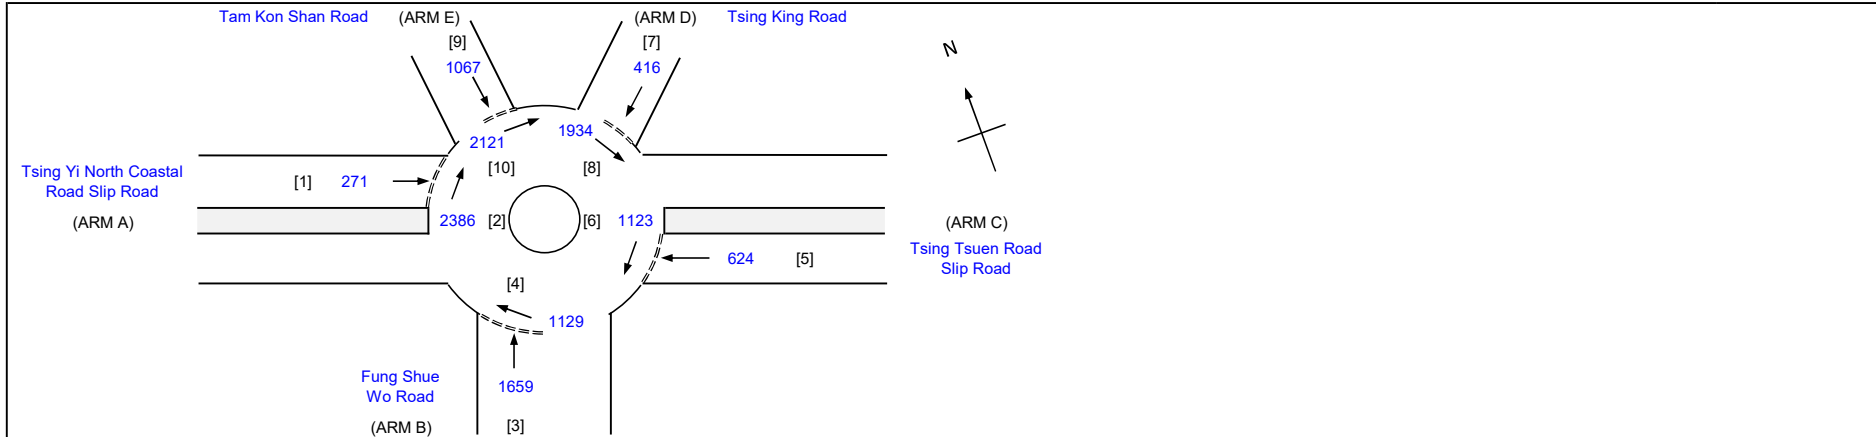 Tam Kon Shan Road (ARM E) (ARM D) Tsing King Road
[9] [7]
N
1067 416
2121 1934
[10] [8]
Tsing Yi North Coastal
Road Slip Road
[1] 271
(ARM A) 2386 [2] [6] 1123 (ARM C)
Tsing Tsuen Road
Slip Road
624 [5]
[4]
1129
Fung Shue
Wo Road
1659
(ARM B) [3]